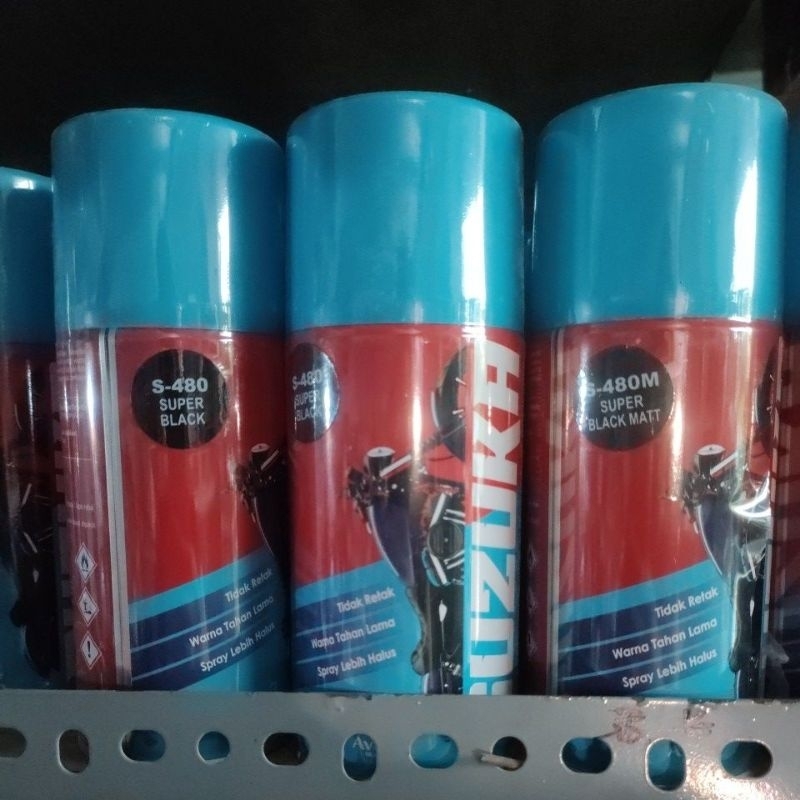 S-480
SUPER
BLACK
Tidak Retak
Warna Tahan Lama
Spray Lebih Halus
S-480
SUPER
BLACK
SUZUKA
Tidak Retak
Warna Tahan Lama
Spray Lebih Halus
S-480M
SUPER
BLACK MATT
Tidak Retak
Warna Tahan Lama
Spray Lebih Halus